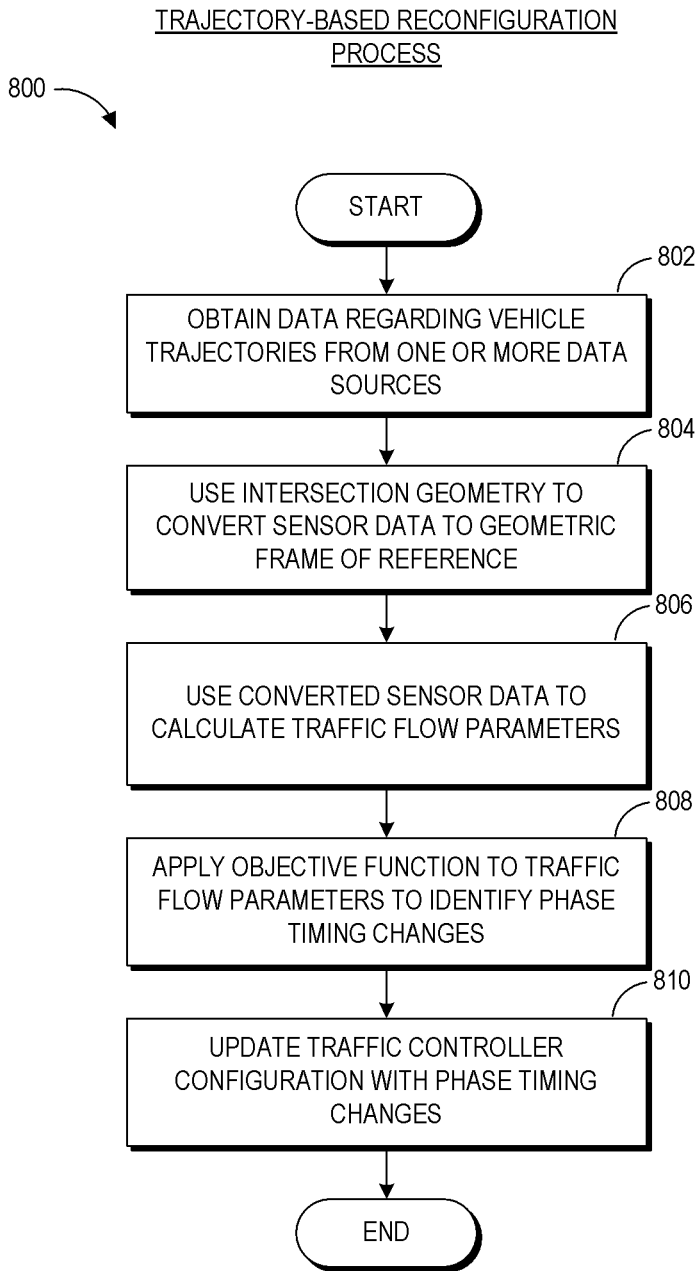 TRAJECTORY-BASED RECONFIGURATION
PROCESS
800
START
802
OBTAIN DATA REGARDING VEHICLE
TRAJECTORIES FROM ONE OR MORE DATA
SOURCES
804
USE INTERSECTION GEOMETRY TO
CONVERT SENSOR DATA TO GEOMETRIC
FRAME OF REFERENCE
806
USE CONVERTED SENSOR DATA TO
CALCULATE TRAFFIC FLOW PARAMETERS
808
APPLY OBJECTIVE FUNCTION TO TRAFFIC
FLOW PARAMETERS TO IDENTIFY PHASE
TIMING CHANGES
810
UPDATE TRAFFIC CONTROLLER
CONFIGURATION WITH PHASE TIMING
CHANGES
END